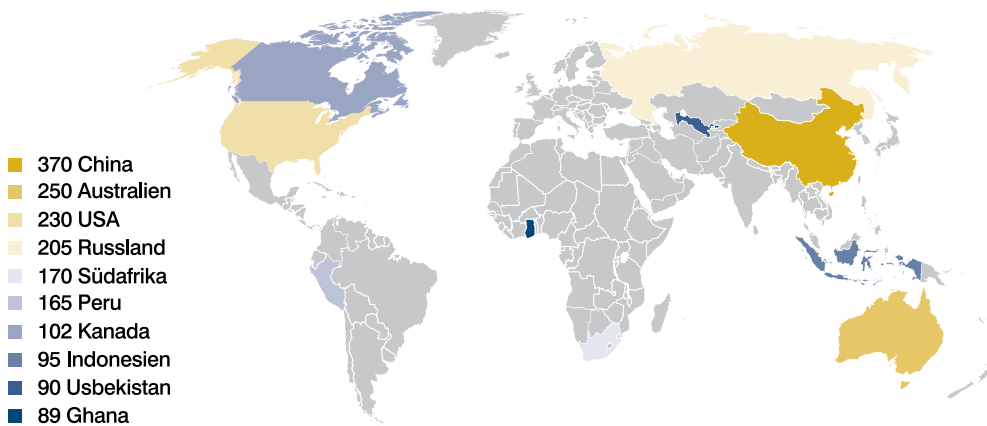 370 China
250 Australien
230 USA
205 Russland
170 Südafrika
165 Peru
102 Kanada
95 Indonesien
90 Usbekistan
89 Ghana